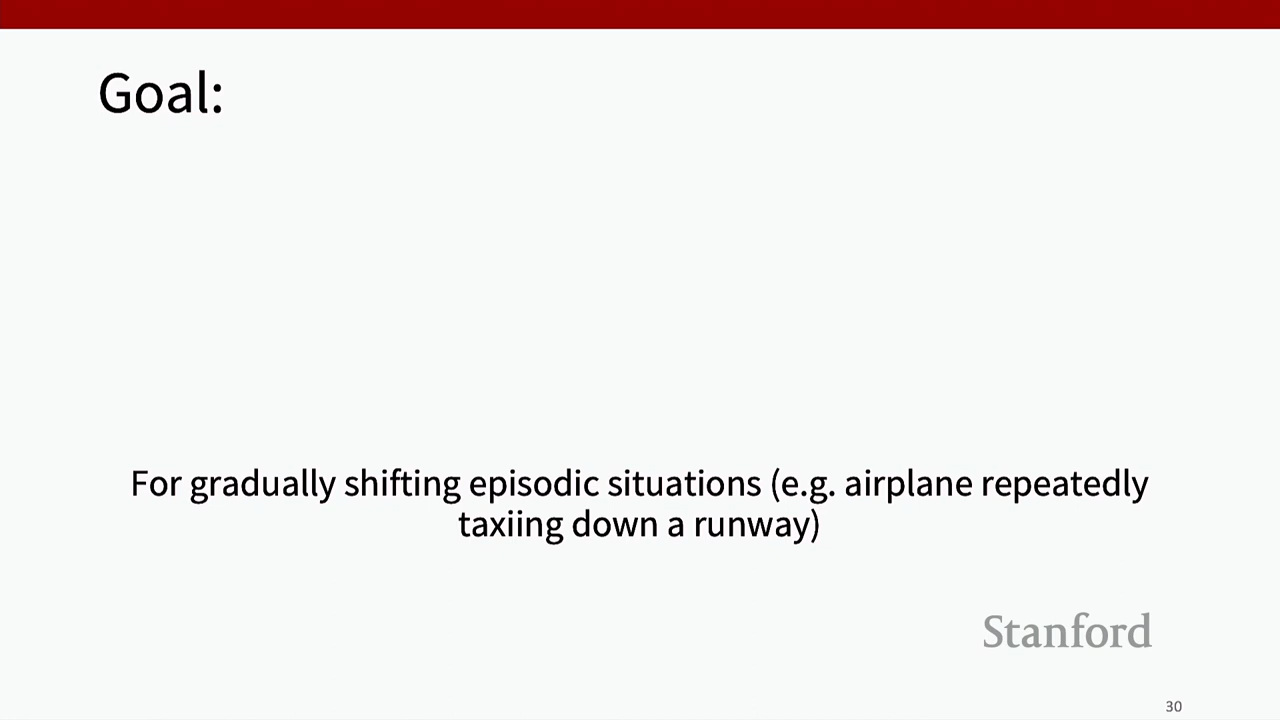 Goal:
For gradually shifting episodic situations (e.g. airplane repeatedly
taxiing down a runway)
Stanford
30